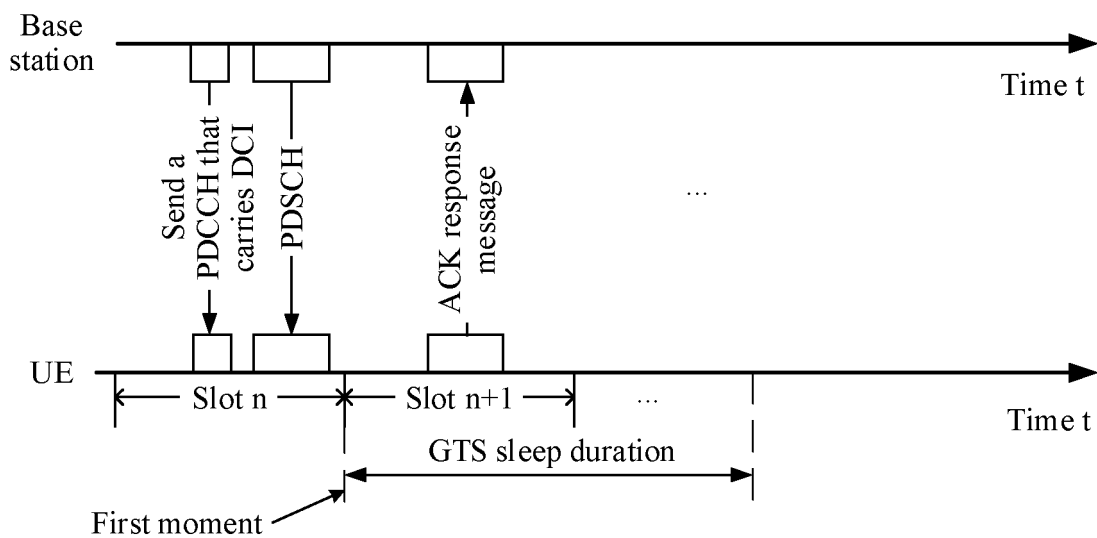 Base
station
Time t
Send a
PDCCH that
carries DCI
PDSCH
ACK response
message
...
UE
Slot n
Slot n+1
...
Time t
GTS sleep duration
First moment